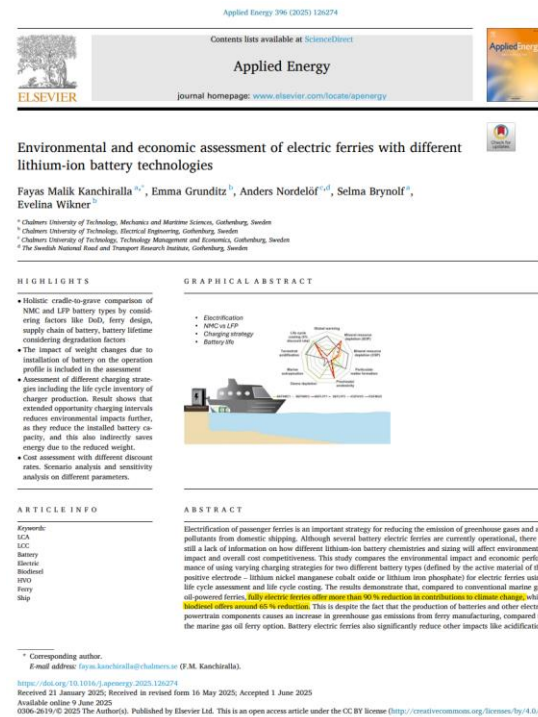 Applied Energy 396 (2025) 126274
Contents lists available at ScienceDirect
Applied Energy
journal homepage: www.elsevier.com/locate/apenergy
ELSEVIER
Applied Energy
Check for
updates
Environmental and economic assessment of electric ferries with different
lithium-ion battery technologies
Fayas Malik Kanchiralla a,*, Emma Grunditz b, Anders Nordelöf c,d, Selma Brynolf a,
Evelina Wikner b
a Chalmers University of Technology, Mechanics and Maritime Sciences, Gothenburg, Sweden
b Chalmers University of Technology, Electrical Engineering, Gothenburg, Sweden
c Chalmers University of Technology, Technology Management and Economics, Gothenburg, Sweden
d The Swedish National Road and Transport Research Institute, Gothenburg, Sweden
HIGHLIGHTS
• Holistic cradle-to-grave comparison of
NMC and LFP battery types by consid-
ering factors like DoD, ferry design,
supply chain of battery, battery lifetime
considering degradation factors
• The impact of weight changes due to
installation of battery on the operation
profile is included in the assessment
• Assessment of different charging strate-
gies including the life cycle inventory of
charger production. Result shows that
extended opportunity charging intervals
reduces environmental impacts further,
as they reduce the installed battery ca-
pacity, and this also indirectly saves
energy due to the reduced weight.
• Cost assessment with different discount
rates. Scenario analysis and sensitivity
analysis on different parameters.
GRAPHICAL ABSTRACT
• Electrification
• NMC vs LFP
• Charging strategy
• Battery life
Global warming
ARTICLE INFO
Keywords:
LCA
LCC
Battery
Electric
Biodiesel
HVO
Ferry
Ship
ABSTRACT
Electrification of passenger ferries is an important strategy for reducing the emission of greenhouse gases and a
pollutants from domestic shipping. Although several battery electric ferries are currently operational, there
still a lack of information on how different lithium-ion battery chemistries and sizing will affect environment
impact and overall cost competitiveness. This study compares the environmental impact and economic perfo
mance of using varying strategies for two different battery types (defined by the active material of the
positive electrode – lithium nickel manganese cobalt oxide or lithium iron phosphate) for electric ferries usin
life cycle assessment and life cycle costing. The results demonstrate that, compared to conventional marine g
oil-powered ferries, fully electric ferries offer more than 90 % reduction in contributions to climate change, whi
biodiesel offers around 65 % reduction. This is despite the fact that the production of batteries and other electr
powertrain components causes an increase in greenhouse gas emissions from ferry manufacturing, compared
the marine gas oil ferry option. Battery electric ferries also significantly reduce other impacts like acidificatio
* Corresponding author.
E-mail address: fayas.kanchiralla@chalmers.se (F.M. Kanchiralla).
https://doi.org/10.1016/j.apenergy.2025.126274
Received 21 January 2025; Received in revised form 16 May 2025; Accepted 1 June 2025
Available online 9 June 2025
0306-2619/© 2025 The Author(s). Published by Elsevier Ltd. This is an open access article under the CC BY license (http://creativecommons.org/licenses/by/4.0/